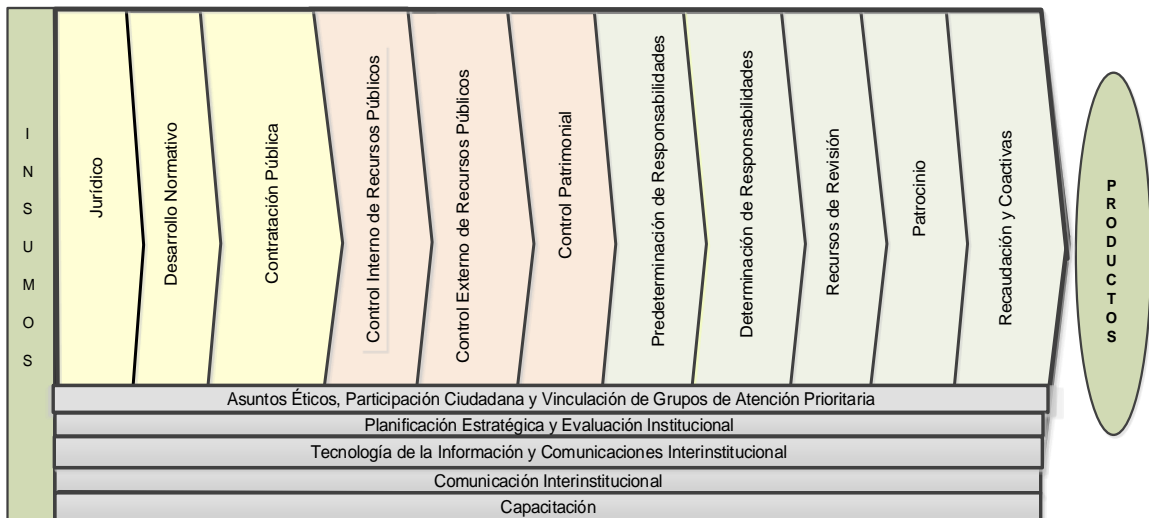 INSUMOS
Jurídico
Desarrollo Normativo
Contratación Pública
Control Interno de Recursos Públicos
Control Externo de Recursos Públicos
Control Patrimonial
Predeterminación de Responsabilidades
Determinación de Responsabilidades
Recursos de Revisión
Patrocinio
Recaudación y Coactivas
PRODUCTOS
Asuntos Éticos, Participación Ciudadana y Vinculación de Grupos de Atención Prioritaria
Planificación Estratégica y Evaluación Institucional
Tecnología de la Información y Comunicaciones Interinstitucional
Comunicación Interinstitucional
Capacitación